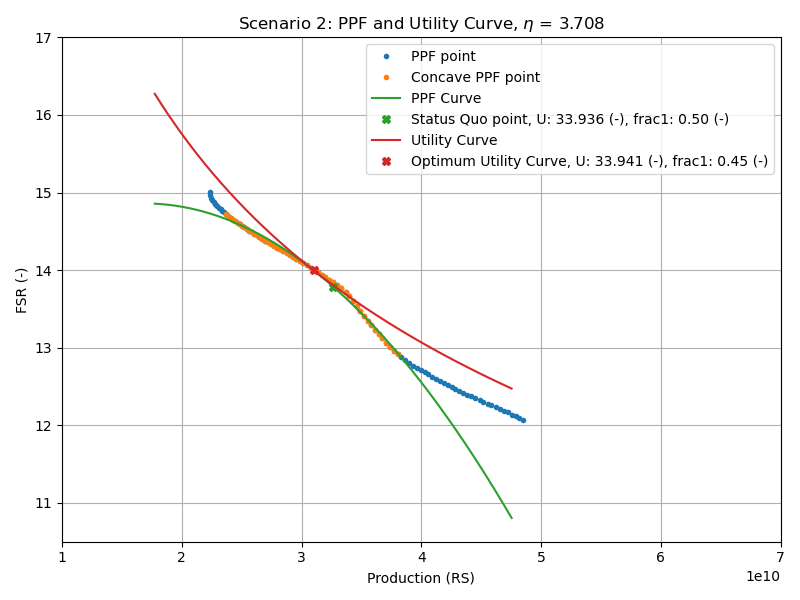 Scenario 2: PPF and Utility Curve, η = 3.708
PPF point
Concave PPF point
PPF Curve
Status Quo point, U: 33.936 (-), frac1: 0.50 (-)
Utility Curve
Optimum Utility Curve, U: 33.941 (-), frac1: 0.45 (-)
FSR (-)
17
16
15
14
13
12
11
1 2 3 4 5 6 7
1e10
Production (RS)